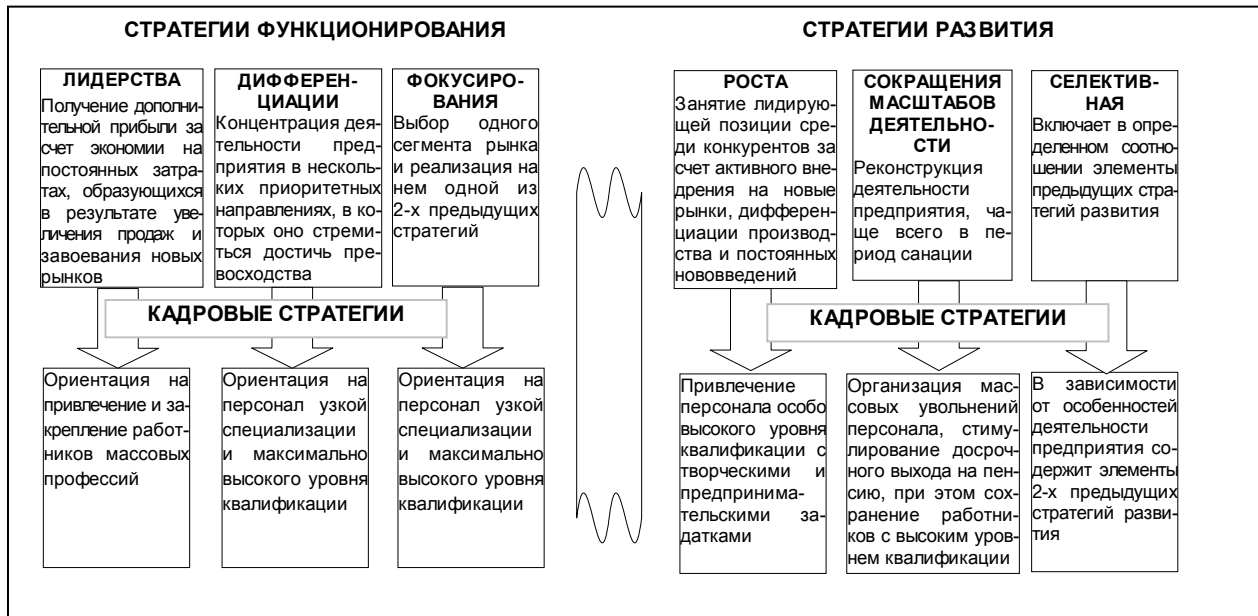 СТРАТЕГИИ ФУНКЦИОНИРОВАНИЯ
ЛИДЕРСТВА
Получение дополни-
тельной прибыли за
счет экономии на
постоянных затра-
тах, образующихся
в результате уве-
личения продаж и
завоевания новых
рынков
ДИФФЕРЕН-
ЦИАЦИИ
Концентрация дея-
тельности пред-
приятия в несколь-
ких приоритетных
направлениях, в ко-
торых оно стреми-
ться достичь пре-
восходства
ФОКУСИРО-
ВАНИЯ
Выбор одного
сегмента рынка
и реализация на
нем одной из
2-х предыдущих
стратегий
КАДРОВЫЕ СТРАТЕГИИ
Ориентация на
привлечение и за-
крепление работ-
ников массовых
профессий
Ориентация на
персонал узкой
специализации
и максимально
высокого уровня
квалификации
Ориентация на
персонал узкой
специализации
и максимально
высокого уровня
квалификации
СТРАТЕГИИ РАЗВИТИЯ
РОСТА
Занятие лидирую-
щей позиции сре-
ди конкурентов за
счет активного вне-
дрения на новые
рынки, дифферен-
циации производ-
ства и постоянных
нововведений
СОКРАЩЕНИЯ
МАСШТАБОВ
ДЕЯТЕЛЬНО-
СТИ
Реконструкция
деятельности
предприятия, ча-
ще всего в пе-
риод санации
СЕЛЕКТИВ-
НАЯ
Включает в опре-
деленном соотно-
шении элементы
предыдущих стра-
тегий развития
КАДРОВЫЕ СТРАТЕГИИ
Привлечение
персонала особо
высокого уровня
квалификации с
творческими и
предпринима-
тельскими за-
датками
Организация мас-
совых увольнений
персонала, стиму-
лирование досроч-
ного выхода на пен-
сию, при этом сох-
ранение работни-
ков с высоким уров-
нем квалификации
В зависимости
от особенностей
деятельности
предприятия со-
держит элементы
2-х предыдущих
стратегий разви-
тия